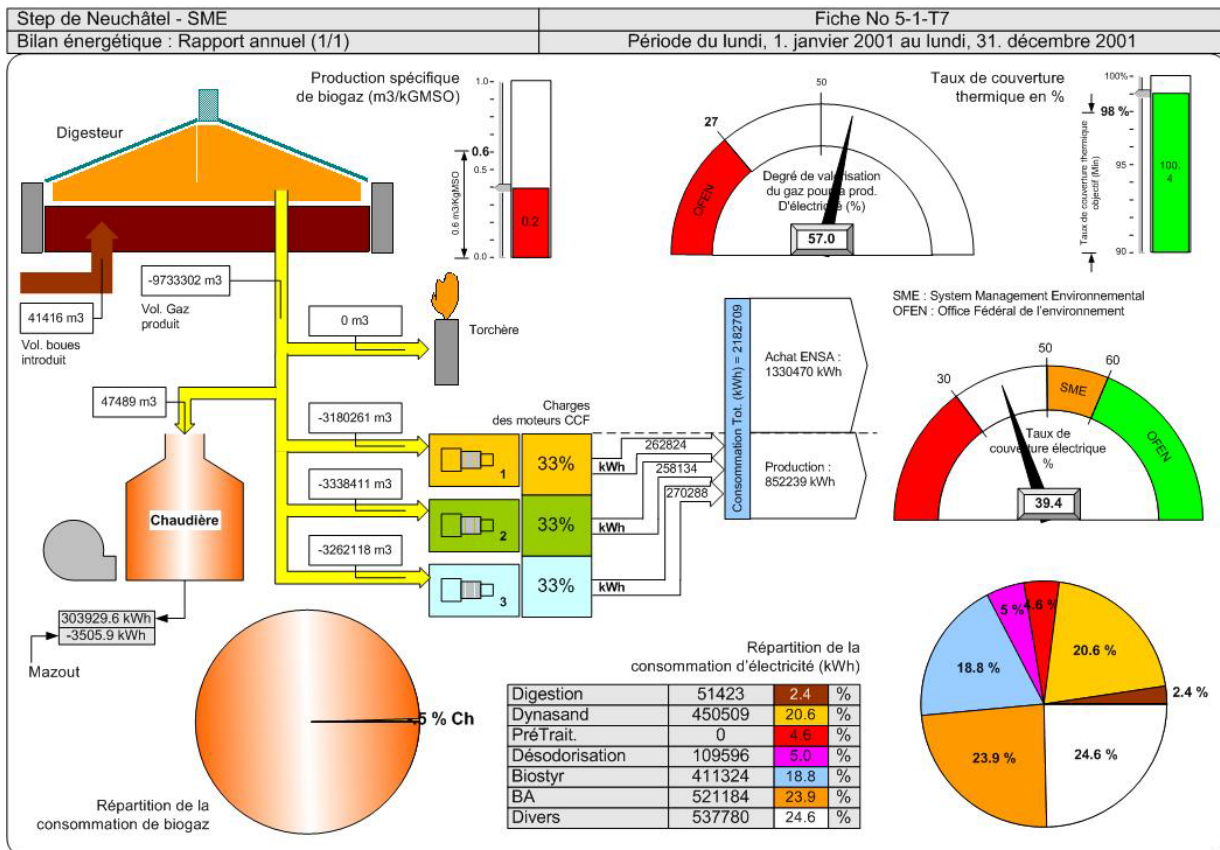 Step de Neuchâtel - SME
Fiche No 5-1-T7
Bilan énergétique : Rapport annuel (1/1)
Période du lundi, 1. janvier 2001 au lundi, 31. décembre 2001
Production spécifique
de biogaz (m3/kGMSO)
1.0
0.6
0.5
0.0
0.6 m3/KgMSO
0.2
Digesteur
27
50
OFEN
Degré de valorisation
du gaz pour la prod.
D'électricité (%)
57.0
Taux de couverture
thermique en %
100%
98 %
95
90
Taux de couverture thermique
objectif (Min)
100.
4
41416 m3
Vol. boues
introduit
-9733302 m3
Vol. Gaz
produit
0 m3
Torchère
SME : System Management Environnemental
OFEN : Office Fédéral de l'environnement
47489 m3
Chaudière
-3180261 m3
-3338411 m3
-3262118 m3
Charges
des moteurs CCF
1
33%
kWh
2
33%
kWh
3
33%
kWh
262824
258134
270288
Consommation Tot. (kWh) = 2182709
Achat ENSA :
1330470 kWh
Production :
852239 kWh
30
50
60
SME
OFEN
Taux de
couverture électrique
%
39.4
303929.6 kWh
-3505.9 kWh
Mazout
5 % Ch
Répartition de la
consommation de biogaz
Répartition de la
consommation d'électricité (kWh)
Digestion 51423 2.4 %
Dynasand 450509 20.6 %
PréTrait. 0 4.6 %
Désodorisation 109596 5.0 %
Biostyr 411324 18.8 %
BA 521184 23.9 %
Divers 537780 24.6 %
5 %
4.6 %
20.6 %
2.4 %
18.8 %
23.9 %
24.6 %